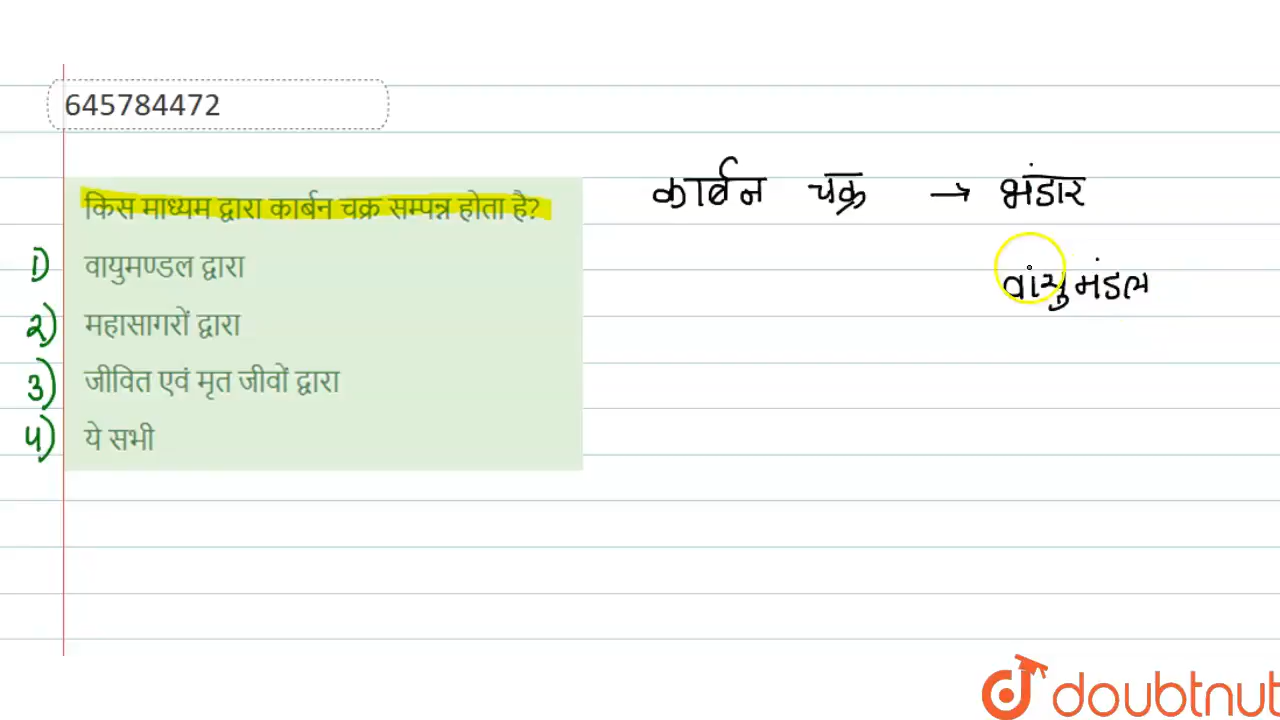 645784472
किस माध्यम द्वारा कार्बन चक्र सम्पन्न होता है?
1) वायुमण्डल द्वारा
2) महासागरों द्वारा
3) जीवित एवं मृत जीवों द्वारा
4) ये सभी
कार्बन चक्र → भंडार
वांयुमंडल
doubtnut